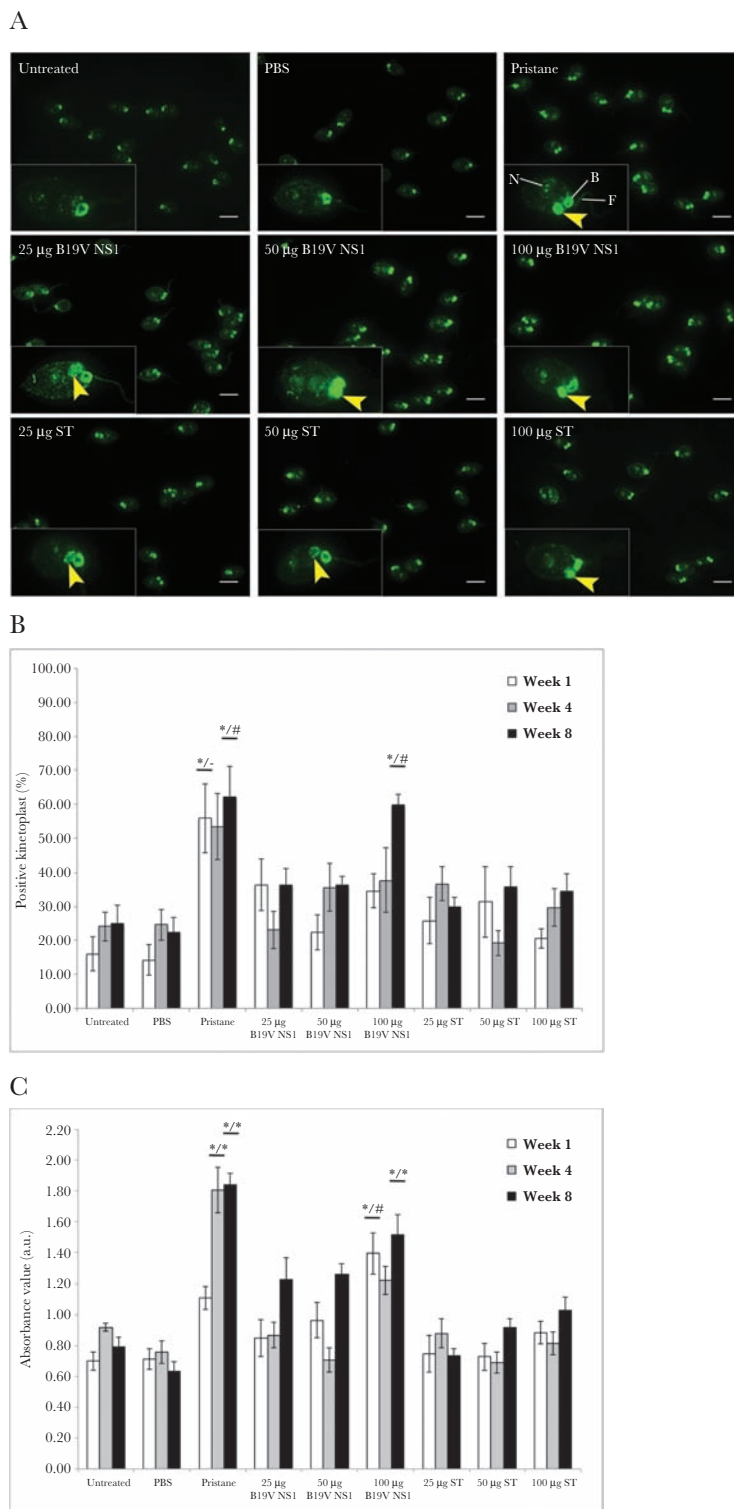 A
Untreated
PBS
Pristane
N
B
F
25 µg B19V NS1
50 µg B19V NS1
100 µg B19V NS1
25 µg ST
50 µg ST
100 µg ST
B
100.00
90.00
80.00
70.00
60.00
50.00
40.00
30.00
20.00
10.00
0.00
Positive kinetoplast (%)
Week 1
Week 4
Week 8
*/-
*/#
*/#
Untreated
PBS
Pristane
25 µg
B19V NS1
50 µg
B19V NS1
100 µg
B19V NS1
25 µg ST
50 µg ST
100 µg ST
C
2.20
2.00
1.80
1.60
1.40
1.20
1.00
0.80
0.60
0.40
0.20
0.00
Absorbance value (a.u.)
Week 1
Week 4
Week 8
*/*
*/*
*/#
*/*
Untreated
PBS
Pristane
25 µg
B19V NS1
50 µg
B19V NS1
100 µg
B19V NS1
25 µg ST
50 µg ST
100 µg ST